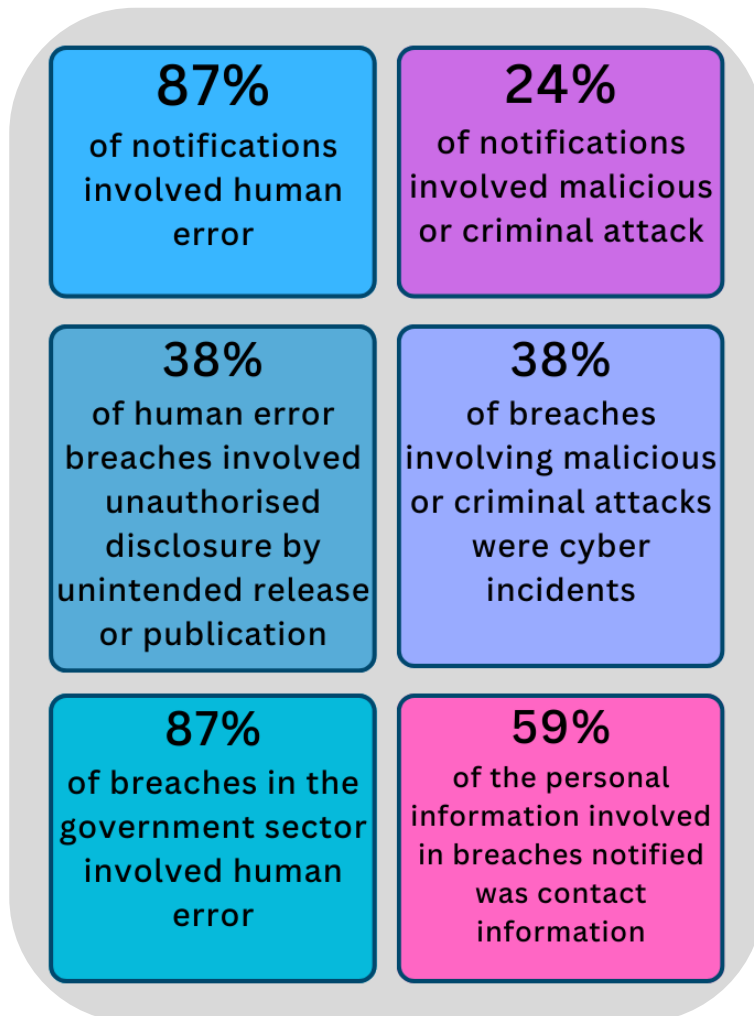 87%
of notifications
involved human
error
24%
of notifications
involved malicious
or criminal attack
38%
of human error
breaches involved
unauthorised
disclosure by
unintended release
or publication
38%
of breaches
involving malicious
or criminal attacks
were cyber
incidents
87%
of breaches in the
government sector
involved human
error
59%
of the personal
information involved
in breaches notified
was contact
information